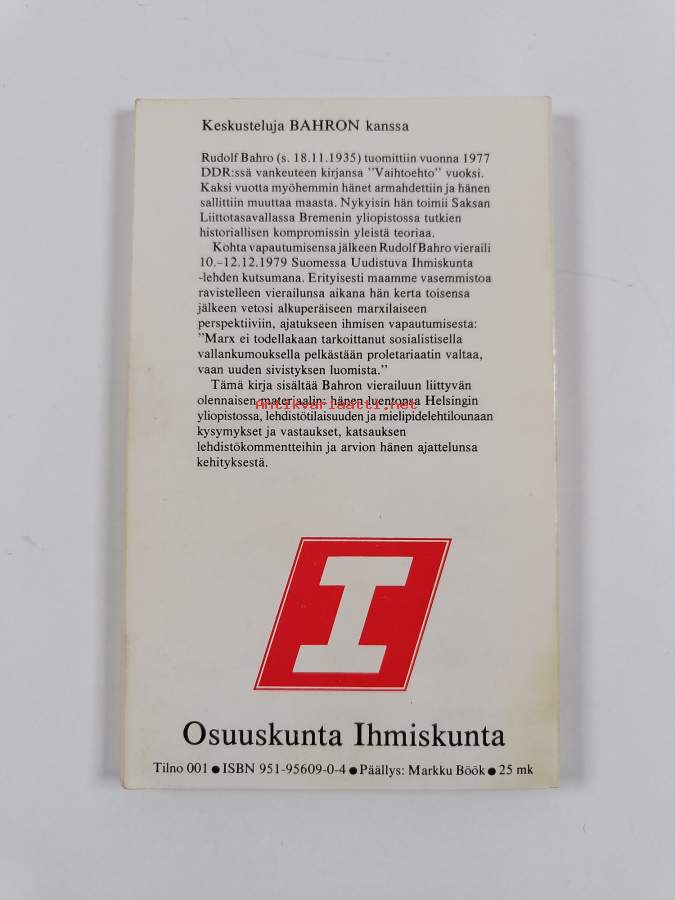 Keskusteluja BAHRON kanssa
Rudolf Bahro (s. 18.11.1935) tuomittiin vuonna 1977
DDR:ssä vankeuteen kirjansa "Vaihtoehto" vuoksi.
Kaksi vuotta myöhemmin hänet armahdettiin ja hänen
sallittiin muuttaa maasta. Nykyisin hän toimii Saksan
Liittotasavallassa Bremenin yliopistossa tutkien
historiallisen kompromissin yleistä teoriaa.
Kohta vapautumisensa jälkeen Rudolf Bahro vieraili
10.–12.12.1979 Suomessa Uudistuva Ihmiskunta
-lehden kutsumana. Erityisesti maamme vasemmistoa
ravistelleen vierailunsa aikana hän kerta toisensa
jälkeen vetosi alkuperäiseen marxilaiseen
perspektiiviin, ajatukseen ihmisen vapautumisesta:
"Marx ei todellakaan tarkoittanut sosialistisella
vallankumouksella pelkästään proletariaatin valtaa,
vaan uuden sivistyksen luomista."
Tämä kirja sisältää Bahron vierailuun liittyvän
olennaisen materiaalin: hänen luentonsa Helsingin
Antikvariaatti.net
yliopistossa, lehdistötilaisuuden ja mielipidelehtilounaan
kysymykset ja vastaukset, katsauksen
lehdistökommentteihin ja arvion hänen ajattelunsa
kehityksestä.
I
Osuuskunta Ihmiskunta
Tilno 001 ● ISBN 951-95609-0-4 ● Päällys: Markku Böök ● 25 mk